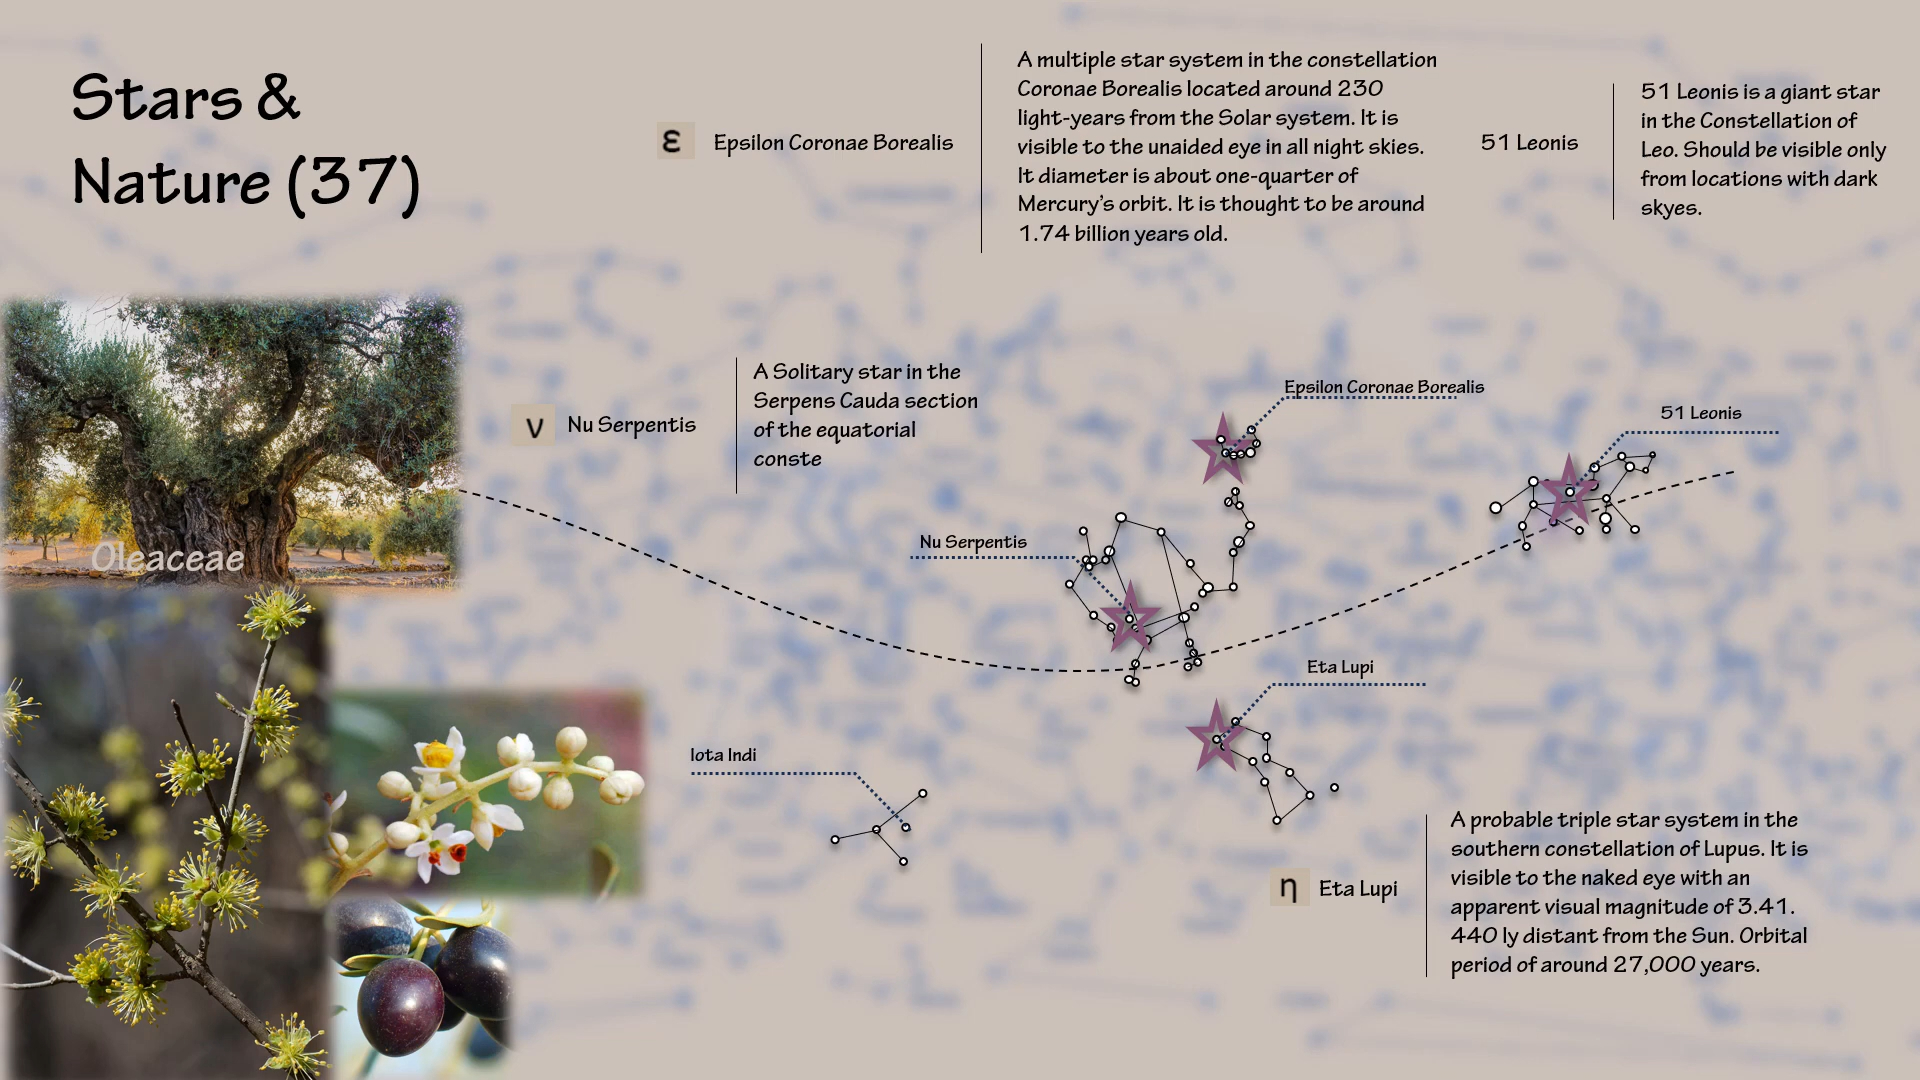 Stars &
Nature (37)
ε
Epsilon Coronae Borealis
A multiple star system in the constellation
Coronae Borealis located around 230
light-years from the Solar system. It is
visible to the unaided eye in all night skies.
It diameter is about one-quarter of
Mercury's orbit. It is thought to be around
1.74 billion years old.
51 Leonis
51 Leonis is a giant star
in the Constellation of
Leo. Should be visible only
from locations with dark
skyes.
Oleaceae
ν
Nu Serpentis
A Solitary star in the
Serpens Cauda section
of the equatorial
conste
Epsilon Coronae Borealis
51 Leonis
Nu Serpentis
Eta Lupi
Iota Indi
η
Eta Lupi
A probable triple star system in the
southern constellation of Lupus. It is
visible to the naked eye with an
apparent visual magnitude of 3.41.
440 ly distant from the Sun. Orbital
period of around 27,000 years.